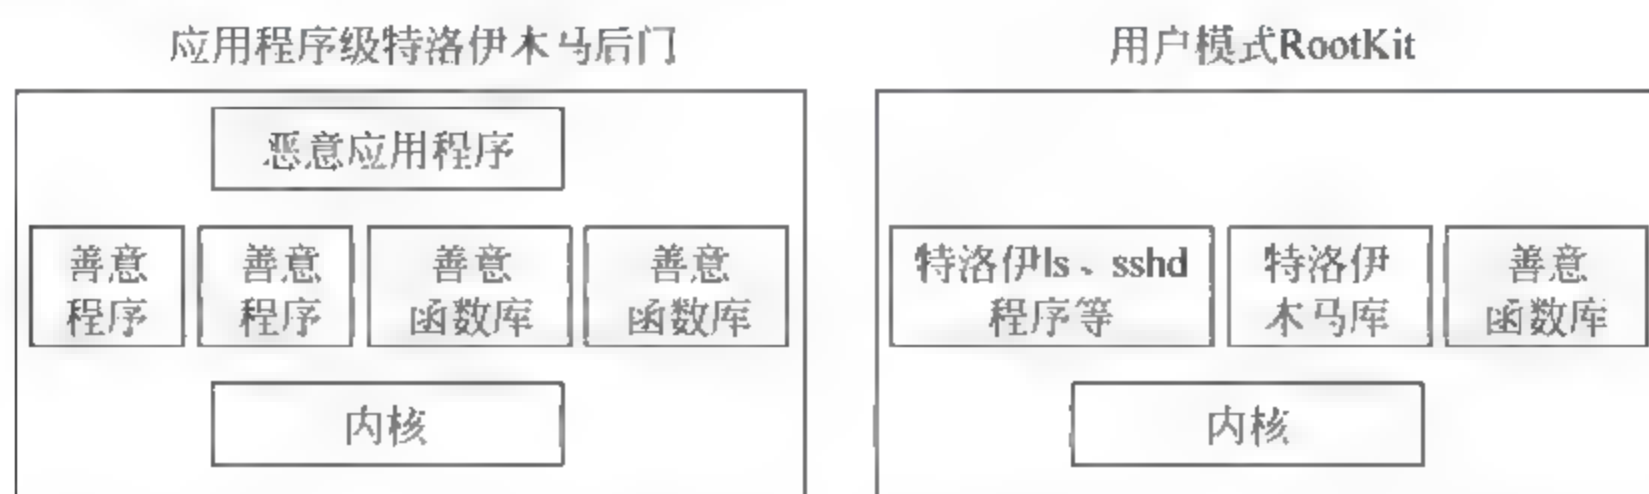 应用程序级特洛伊木马后门
恶意应用程序
善意
程序
善意
程序
善意
函数库
善意
函数库
内核
用户模式RootKit
特洛伊ls、sshd
程序等
特洛伊
木马库
善意
函数库
内核